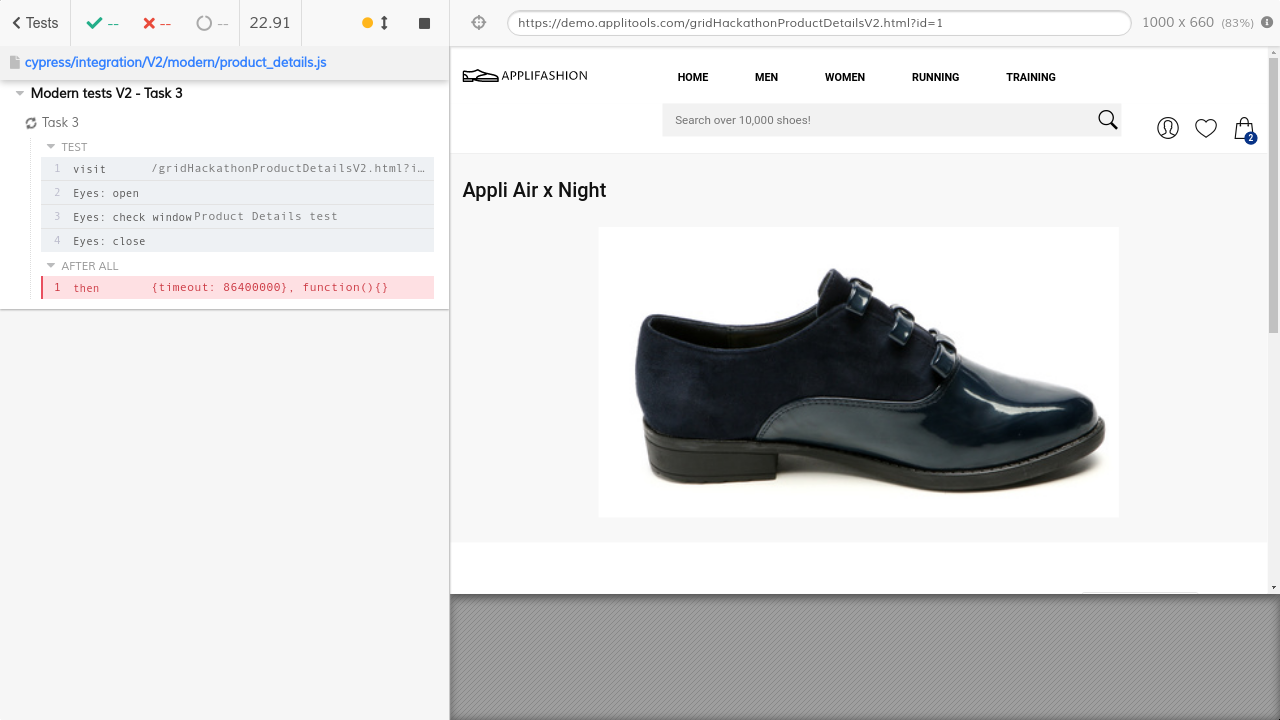 Tests
--
--
--
22.91
https://demo.applitools.com/gridHackathonProductDetailsV2.html?id=1
1000 x 660 (83%)
cypress/integration/V2/modern/product_details.js
Modern tests V2 - Task 3
Task 3
TEST
1 visit /gridHackathonProductDetailsV2.html?i…
2 Eyes: open
3 Eyes: check window Product Details test
4 Eyes: close
AFTER ALL
1 then {timeout: 86400000}, function(){}
APPLIFASHION
HOME MEN WOMEN RUNNING TRAINING
Search over 10,000 shoes!
2
Appli Air x Night